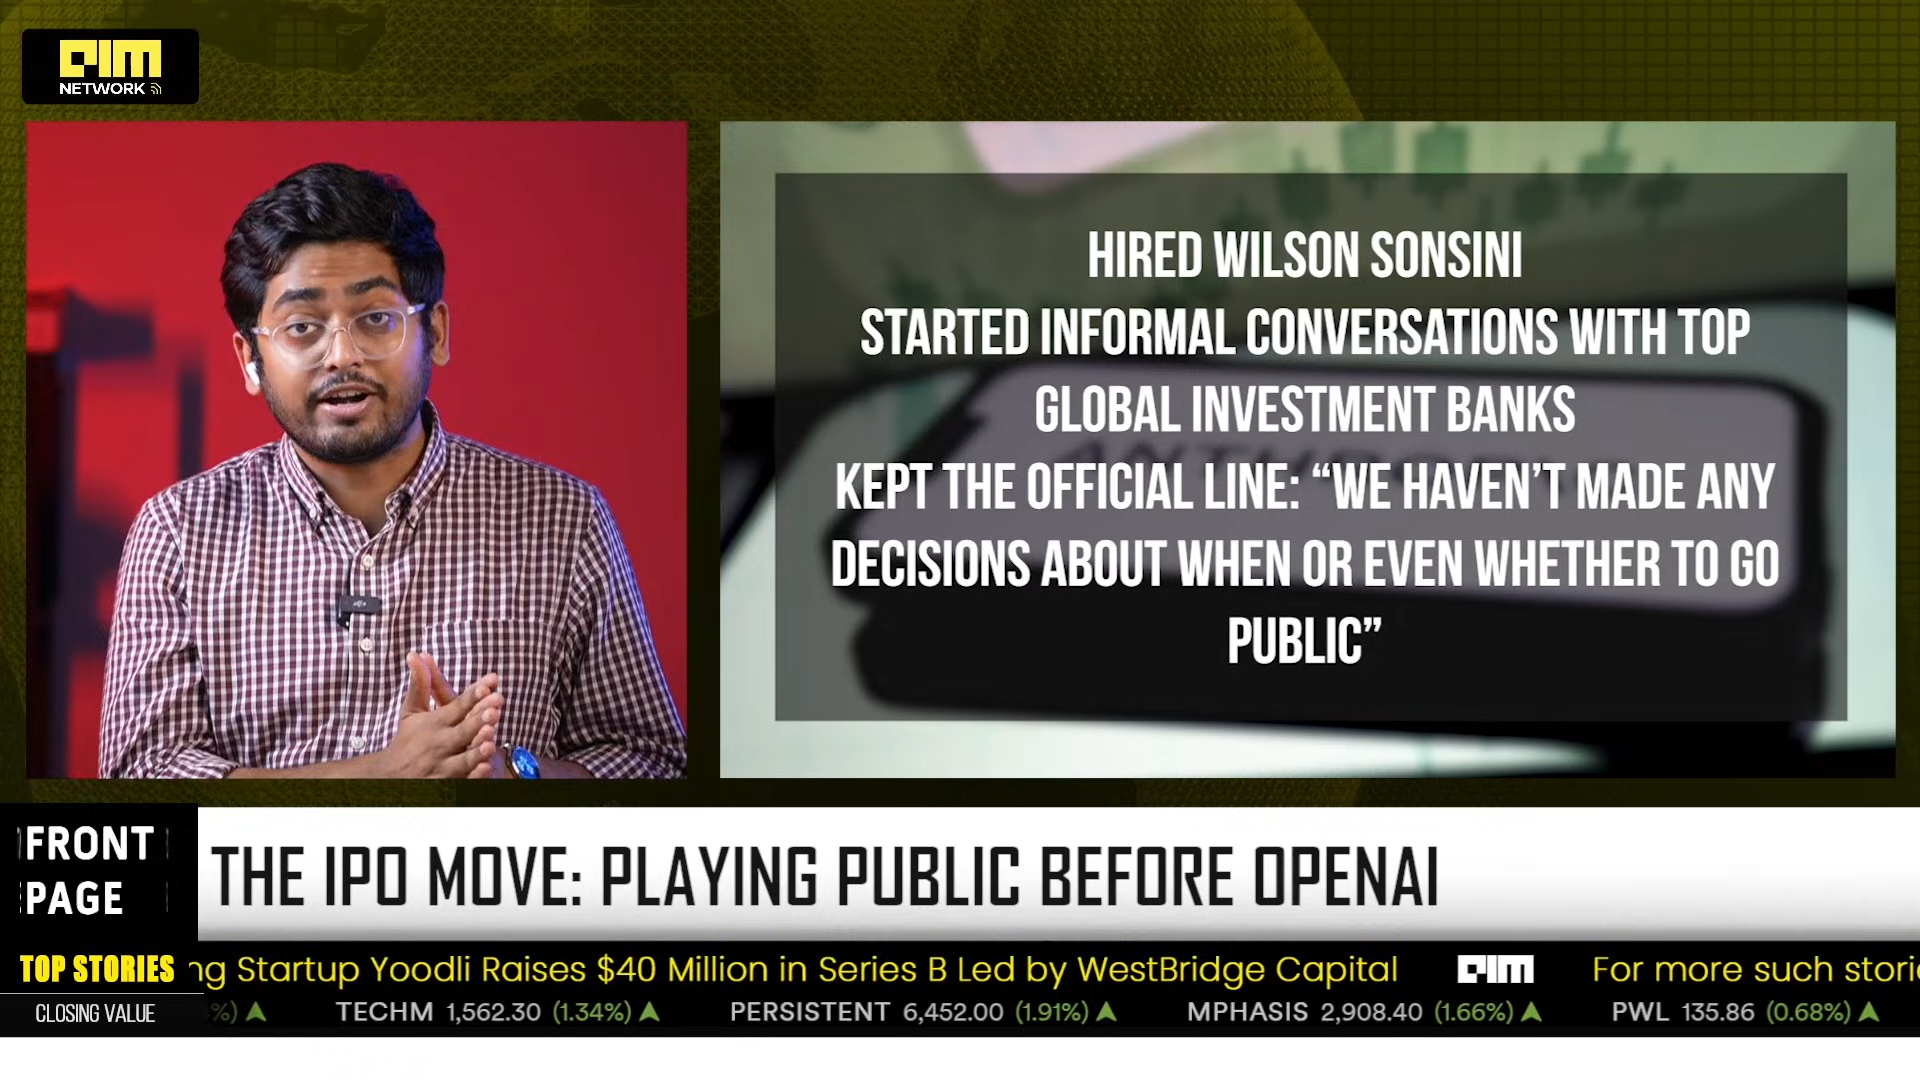 AIM
NETWORK
HIRED WILSON SONSINI
STARTED INFORMAL CONVERSATIONS WITH TOP
GLOBAL INVESTMENT BANKS
KEPT THE OFFICIAL LINE: “WE HAVEN’T MADE ANY
DECISIONS ABOUT WHEN OR EVEN WHETHER TO GO
PUBLIC”
FRONT
PAGE
THE IPO MOVE: PLAYING PUBLIC BEFORE OPENAI
TOP STORIES
ng Startup Yoodli Raises $40 Million in Series B Led by WestBridge Capital AIM For more such stori
CLOSING VALUE
%) TECHM 1,562.30 (1.34%) PERSISTENT 6,452.00 (1.91%) MPHASIS 2,908.40 (1.66%) PWL 135.86 (0.68%)